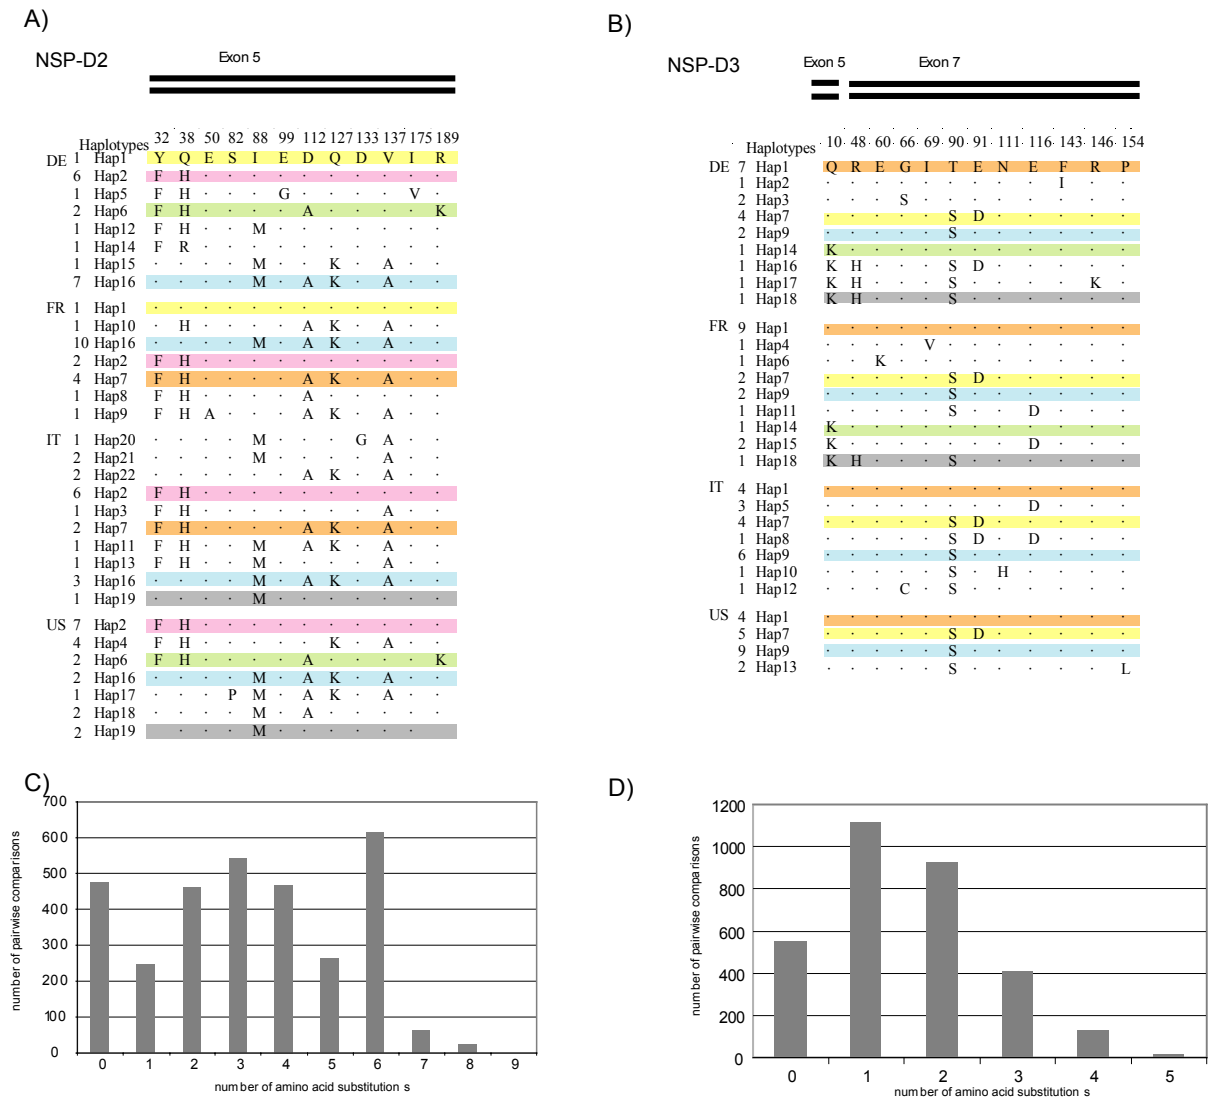 A)
NSP-D2
Exon 5
Haplotypes 32 38 50 82 88 99 112 127 133 137 175 189
DE 1 Hap1 Y Q E S I E D Q D V I R
6 Hap2 F H · · · · · · · · · ·
1 Hap5 F H · · · G · · · · V ·
2 Hap6 F H · · · · A · · · · K
1 Hap12 F H · · M · · · · · · ·
1 Hap14 F R · · · · · · · · · ·
1 Hap15 · · · · M · · K · A · ·
7 Hap16 · · · · M · A K · A · ·
FR 1 Hap1 · · · · · · · · · · · ·
1 Hap10 · H · · · · A K · A · ·
10 Hap16 · · · · M · A K · A · ·
2 Hap2 F H · · · · · · · · · ·
4 Hap7 F H · · · · A K · A · ·
1 Hap8 F H · · · · A · · · · ·
1 Hap9 F H A · · · A K · A · ·
IT 1 Hap20 · · · · M · · · G A · ·
2 Hap21 · · · · M · · · · A · ·
2 Hap22 · · · · · · A K · A · ·
6 Hap2 F H · · · · · · · · · ·
1 Hap3 F H · · · · · · · A · ·
2 Hap7 F H · · · · A K · A · ·
1 Hap11 F H · · M · A K · A · ·
1 Hap13 F H · · M · · · · A · ·
3 Hap16 · · · · M · A K · A · ·
1 Hap19 · · · · M · · · · · · ·
US 7 Hap2 F H · · · · · · · · · ·
4 Hap4 F H · · · · · K · A · ·
2 Hap6 F H · · · · A · · · · K
2 Hap16 · · · · M · A K · A · ·
1 Hap17 · · · P M · A K · A · ·
2 Hap18 · · · · M · A · · · · ·
2 Hap19 · · · M · · · · · ·
B)
NSP-D3
Exon 5 Exon 7
Haplotypes 10 48 60 66 69 90 91 111 116 143 146 154
DE 7 Hap1 Q R E G I T E N E F R P
1 Hap2 · · · · · · · · · I · ·
2 Hap3 · · · S · · · · · · · ·
4 Hap7 · · · · · S D · · · · ·
2 Hap9 · · · · · S · · · · · ·
1 Hap14 K · · · · · · · · · · ·
1 Hap16 K H · · · S D · · · · ·
1 Hap17 K H · · · S · · · · K ·
1 Hap18 K H · · · S · · · · · ·
FR 9 Hap1 · · · · · · · · · · · ·
1 Hap4 · · · · V · · · · · · ·
1 Hap6 · · K · · · · · · · · ·
2 Hap7 · · · · · S D · · · · ·
2 Hap9 · · · · · S · · · · · ·
1 Hap11 · · · · · S · · D · · ·
1 Hap14 K · · · · · · · · · · ·
2 Hap15 K · · · · · · · D · · ·
1 Hap18 K H · · · S · · · · · ·
IT 4 Hap1 · · · · · · · · · · · ·
3 Hap5 · · · · · · · · D · · ·
4 Hap7 · · · · · S D · · · · ·
1 Hap8 · · · · · S D · D · · ·
6 Hap9 · · · · · S · · · · · ·
1 Hap10 · · · · · S · H · · · ·
1 Hap12 · · · C · S · · · · · ·
US 4 Hap1 · · · · · · · · · · · ·
5 Hap7 · · · · · S D · · · · ·
9 Hap9 · · · · · S · · · · · ·
2 Hap13 · · · · · S · · · · · L
C)
number of pairwise comparisons
700
600
500
400
300
200
100
0
0 1 2 3 4 5 6 7 8 9
number of amino acid substitution s
D)
number of pairwise comparisons
1200
1000
800
600
400
200
0
0 1 2 3 4 5
number of amino acid substitution s